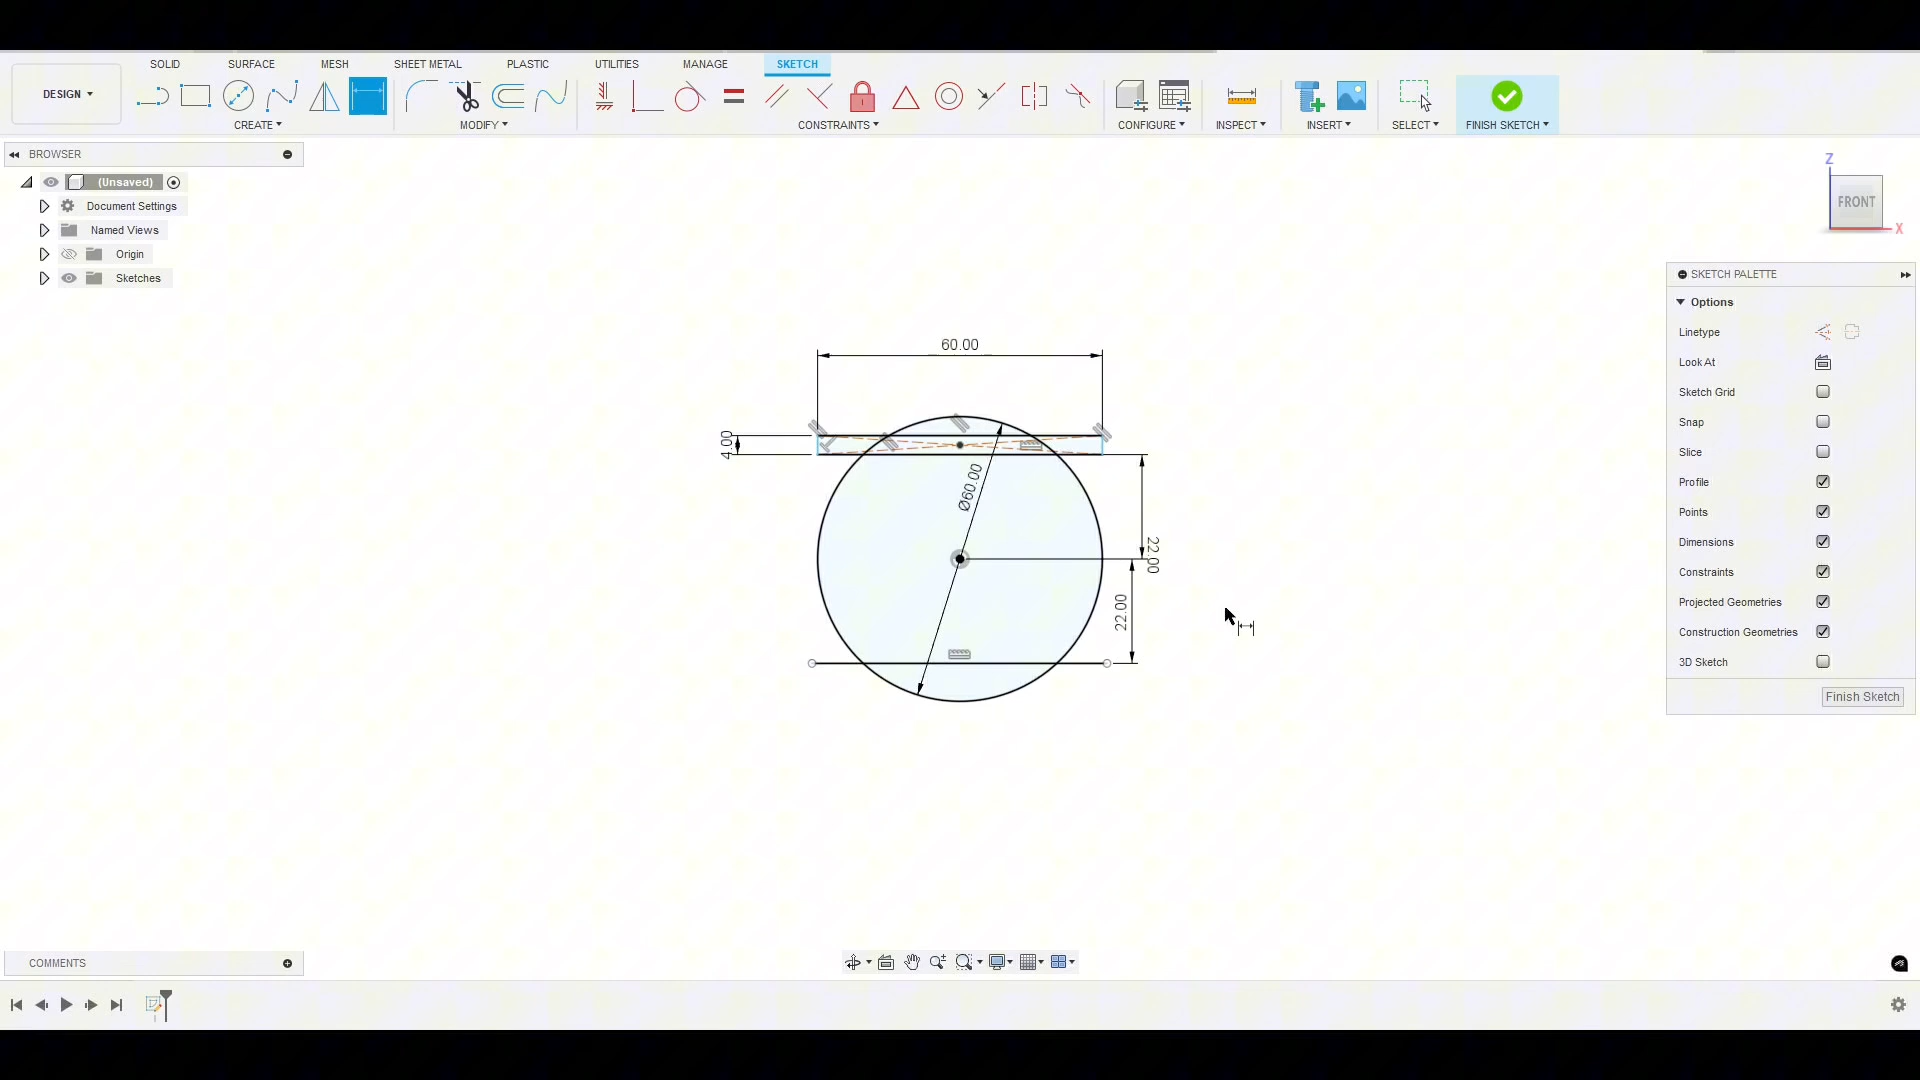 SOLID SURFACE MESH SHEET METAL PLASTIC UTILITIES MANAGE SKETCH
DESIGN
CREATE MODIFY CONSTRAINTS CONFIGURE INSPECT INSERT SELECT FINISH SKETCH
BROWSER
(Unsaved)
Document Settings
Named Views
Origin
Sketches
Z
FRONT
X
SKETCH PALETTE
Options
Linetype
Look At
Sketch Grid
Snap
Slice
Profile
Points
Dimensions
Constraints
Projected Geometries
Construction Geometries
3D Sketch
Finish Sketch
60.00
4.00
Ø60.00
22.00
22.00
COMMENTS